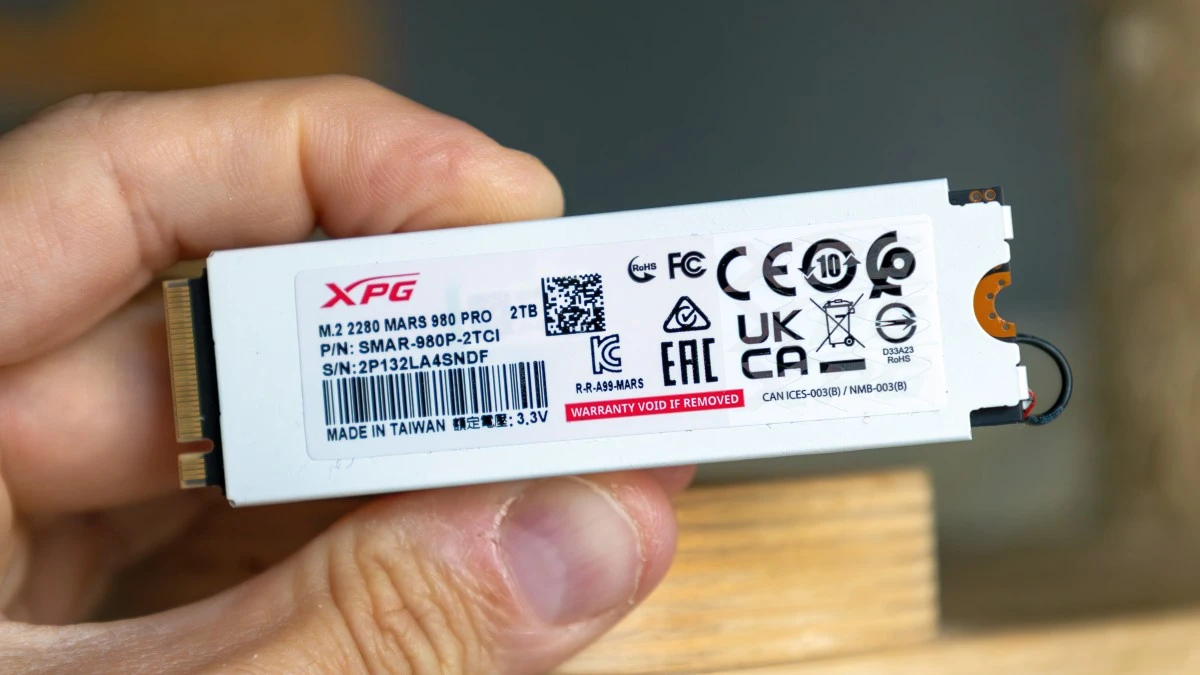 XPG
M.2 2280 MARS 980 PRO 2TB
P/N: SMAR-980P-2TCI
S/N: 2P132LA4SNDF
MADE IN TAIWAN 額定電壓: 3.3V
RoHS FC CE 10
KC
R-R-A99-MARS
EAC
UK
CA
D33A23
RoHS
WARRANTY VOID IF REMOVED
CAN ICES-003(B) / NMB-003(B)